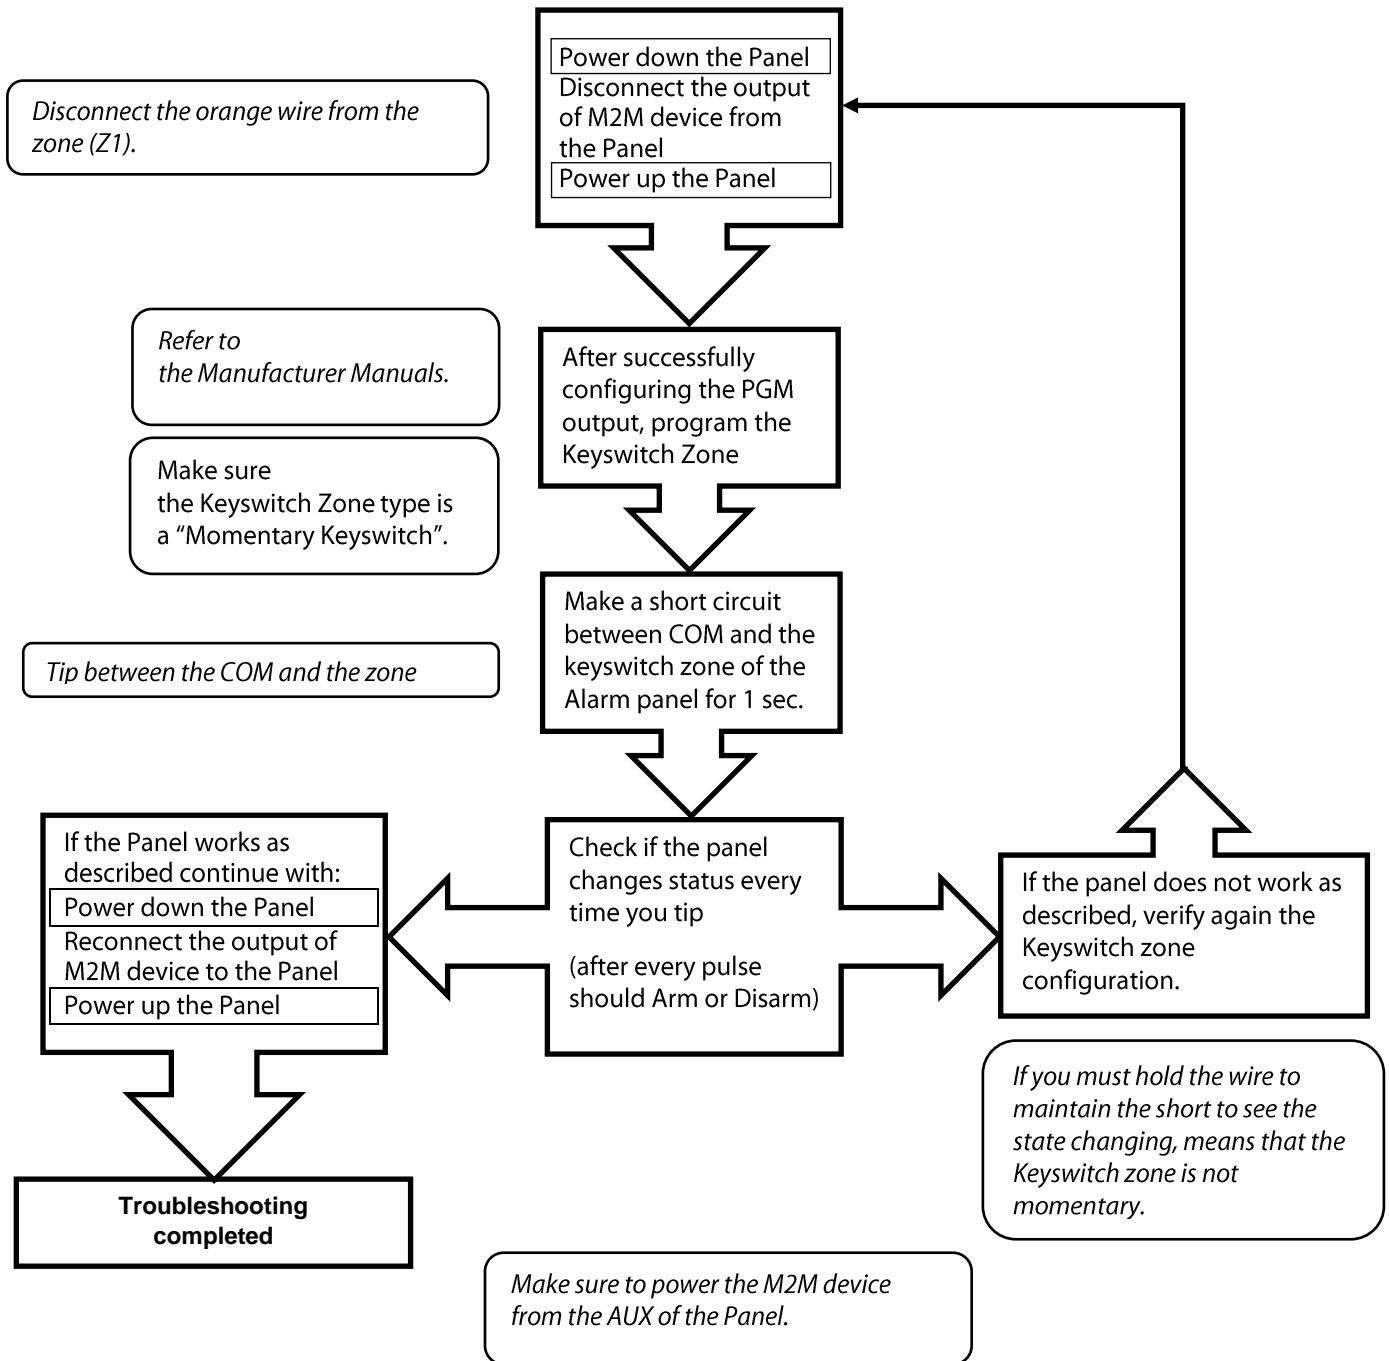 Power down the Panel
Disconnect the output
of M2M device from
the Panel
Power up the Panel
Disconnect the orange wire from the
zone (Z1).
Refer to
the Manufacturer Manuals.
After successfully
configuring the PGM
output, program the
Keyswitch Zone
Make sure
the Keyswitch Zone type is
a “Momentary Keyswitch”.
Make a short circuit
between COM and the
keyswitch zone of the
Alarm panel for 1 sec.
Tip between the COM and the zone
If the Panel works as
described continue with:
Power down the Panel
Reconnect the output of
M2M device to the Panel
Power up the Panel
Check if the panel
changes status every
time you tip
(after every pulse
should Arm or Disarm)
If the panel does not work as
described, verify again the
Keyswitch zone
configuration.
If you must hold the wire to
maintain the short to see the
state changing, means that the
Keyswitch zone is not
momentary.
Troubleshooting
completed
Make sure to power the M2M device
from the AUX of the Panel.